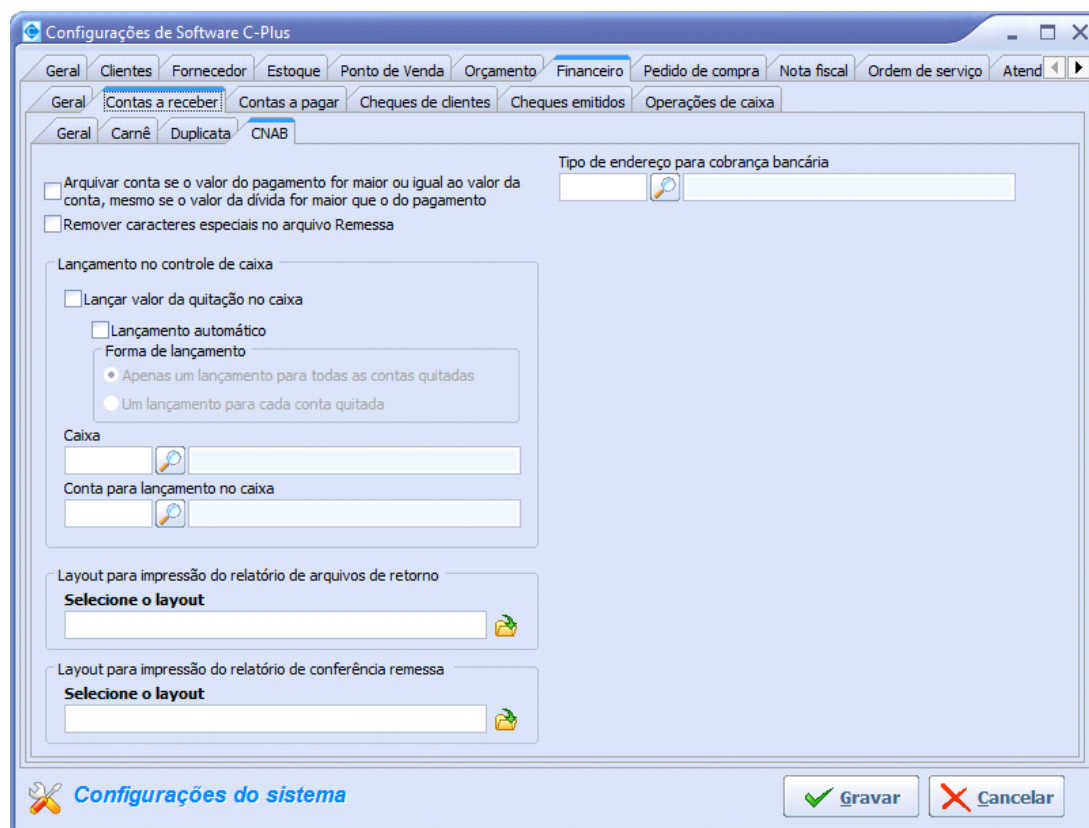 Configurações de Software C-Plus
Geral Clientes Fornecedor Estoque Ponto de Venda Orçamento Financeiro Pedido de compra Nota fiscal Ordem de serviço Atend
Geral Contas a receber Contas a pagar Cheques de clientes Cheques emitidos Operações de caixa
Geral Carnê Duplicata CNAB
Arquivar conta se o valor do pagamento for maior ou igual ao valor da
conta, mesmo se o valor da dívida for maior que o do pagamento
Remover caracteres especiais no arquivo Remessa
Tipo de endereço para cobrança bancária
Lançamento no controle de caixa
Lançar valor da quitação no caixa
Lançamento automático
Forma de lançamento
Apenas um lançamento para todas as contas quitadas
Um lançamento para cada conta quitada
Caixa
Conta para lançamento no caixa
Layout para impressão do relatório de arquivos de retorno
Selecione o layout
Layout para impressão do relatório de conferência remessa
Selecione o layout
Configurações do sistema
Gravar
Cancelar